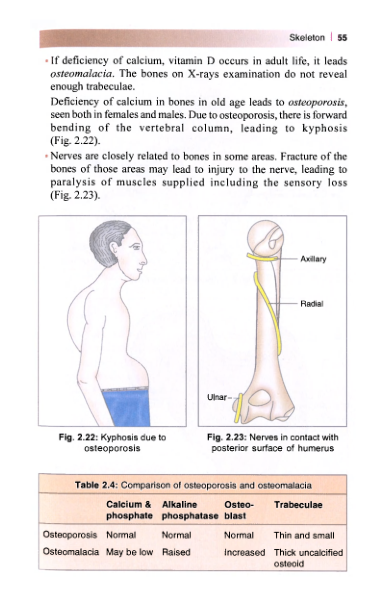 Skeleton | 55
• If deficiency of calcium, vitamin D occurs in adult life, it leads
osteomalacia. The bones on X-rays examination do not reveal
enough trabeculae.
Deficiency of calcium in bones in old age leads to osteoporosis,
seen both in females and males. Due to osteoporosis, there is forward
bending of the vertebral column, leading to kyphosis
(Fig. 2.22).
• Nerves are closely related to bones in some areas. Fracture of the
bones of those areas may lead to injury to the nerve, leading to
paralysis of muscles supplied including the sensory loss
(Fig. 2.23).
Axillary
Radial
Ulnar
Fig. 2.22: Kyphosis due to
osteoporosis
Fig. 2.23: Nerves in contact with
posterior surface of humerus
Table 2.4: Comparison of osteoporosis and osteomalacia
Calcium & Alkaline Osteo- Trabeculae
phosphate phosphatase blast
Osteoporosis Normal Normal Normal Thin and small
Osteomalacia May be low Raised Increased Thick uncalcified
osteoid